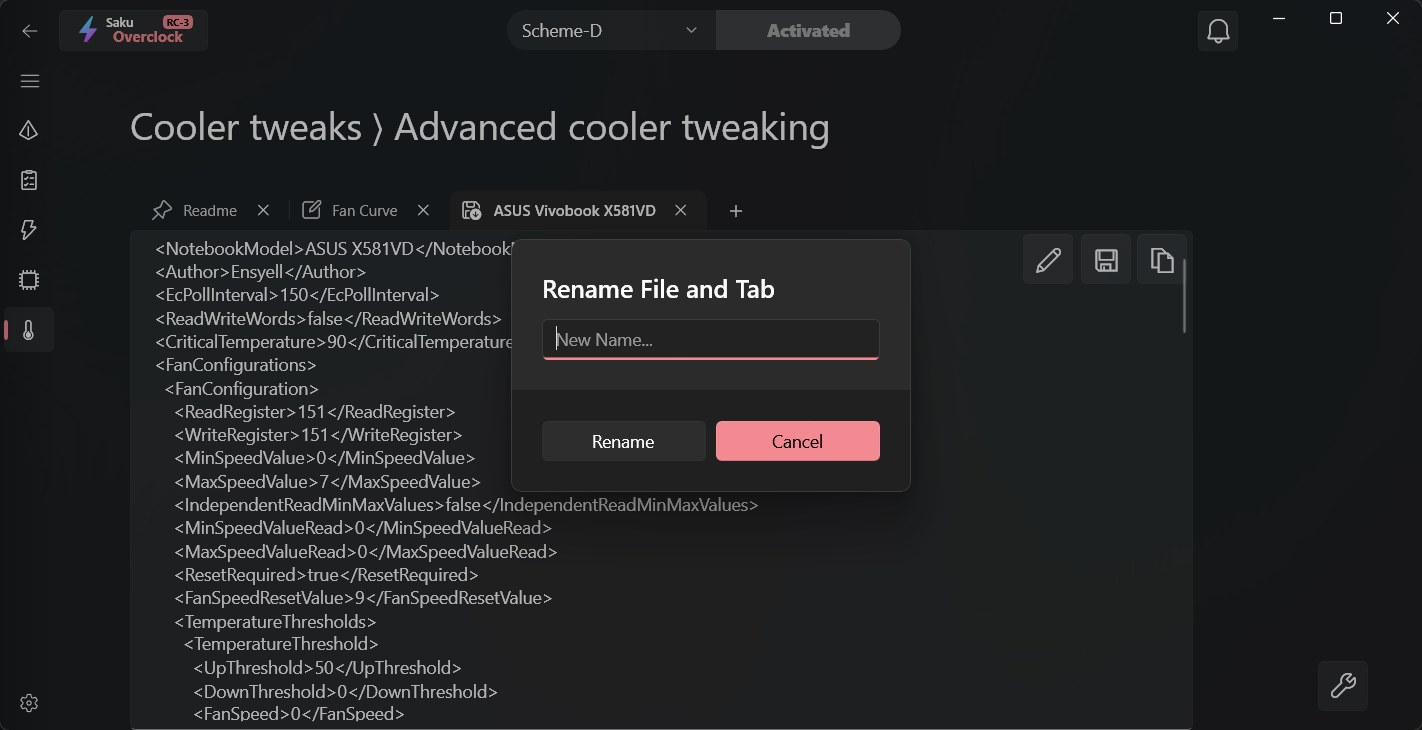 Saku RC-3
Overclock
Scheme-D
Activated
Cooler tweaks ⟩ Advanced cooler tweaking
Readme
Fan Curve
ASUS Vivobook X581VD
<NotebookModel>ASUS X581VD</Notebook
<Author>Ensyell</Author>
<EcPollInterval>150</EcPollInterval>
<ReadWriteWords>false</ReadWriteWords>
<CriticalTemperature>90</CriticalTemperature
<FanConfigurations>
<FanConfiguration>
<ReadRegister>151</ReadRegister>
<WriteRegister>151</WriteRegister>
<MinSpeedValue>0</MinSpeedValue>
<MaxSpeedValue>7</MaxSpeedValue>
<IndependentReadMinMaxValues>false</IndependentReadMinMaxValues>
<MinSpeedValueRead>0</MinSpeedValueRead>
<MaxSpeedValueRead>0</MaxSpeedValueRead>
<ResetRequired>true</ResetRequired>
<FanSpeedResetValue>9</FanSpeedResetValue>
<TemperatureThresholds>
<TemperatureThreshold>
<UpThreshold>50</UpThreshold>
<DownThreshold>0</DownThreshold>
<FanSpeed>0</FanSpeed>
Rename File and Tab
New Name...
Rename
Cancel